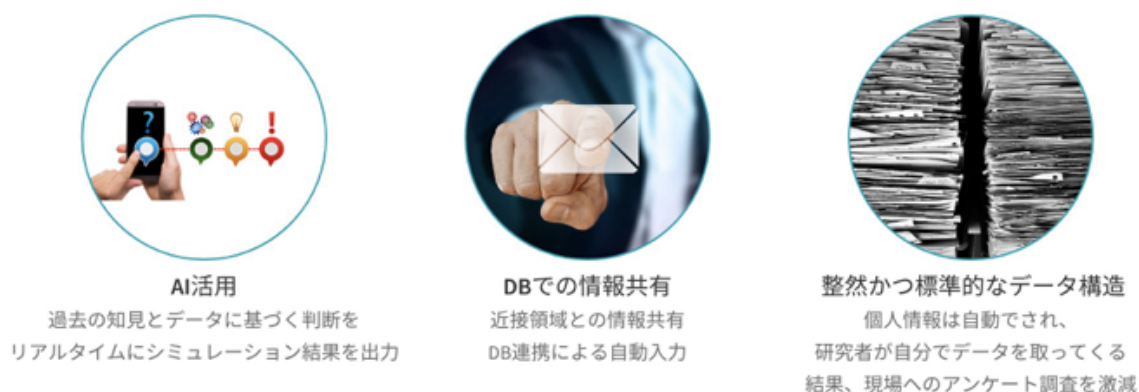 ?
!
AI活用
過去の知見とデータに基づく判断を
リアルタイムにシミュレーション結果を出力
DBでの情報共有
近接領域との情報共有
DB連携による自動入力
整然かつ標準的なデータ構造
個人情報は自動でされ、
研究者が自分でデータを取ってくる
結果、現場へのアンケート調査を激減